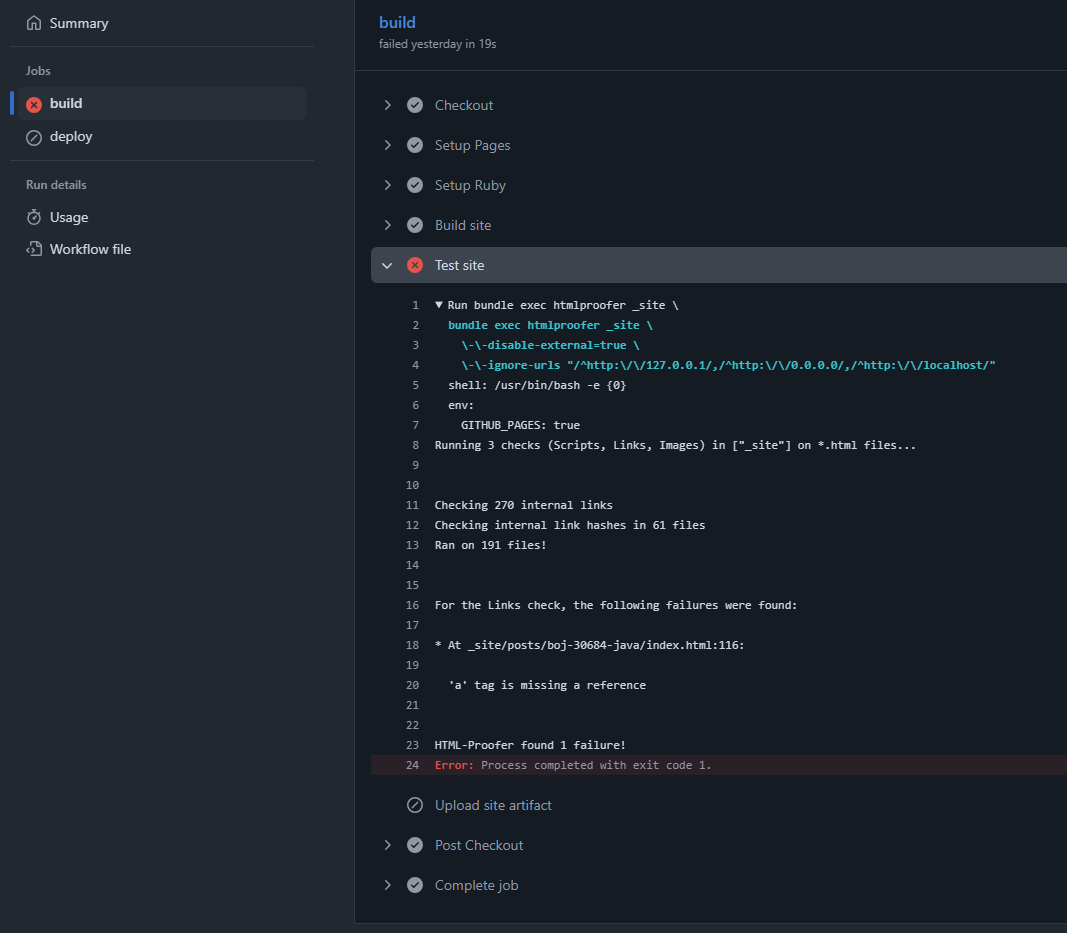 Summary
Jobs
build
deploy
Run details
Usage
Workflow file
build
failed yesterday in 19s
Checkout
Setup Pages
Setup Ruby
Build site
Test site
1 ▼ Run bundle exec htmlproofer _site \
2 bundle exec htmlproofer _site \
3 \-\-disable-external=true \
4 \-\-ignore-urls "/^http:\/\/127.0.0.1/,/^http:\/\/0.0.0.0/,/^http:\/\/localhost/"
5 shell: /usr/bin/bash -e {0}
6 env:
7 GITHUB_PAGES: true
8 Running 3 checks (Scripts, Links, Images) in ["_site"] on *.html files...
9
10
11 Checking 270 internal links
12 Checking internal link hashes in 61 files
13 Ran on 191 files!
14
15
16 For the Links check, the following failures were found:
17
18 * At _site/posts/boj-30684-java/index.html:116:
19
20 'a' tag is missing a reference
21
22
23 HTML-Proofer found 1 failure!
24 Error: Process completed with exit code 1.
Upload site artifact
Post Checkout
Complete job